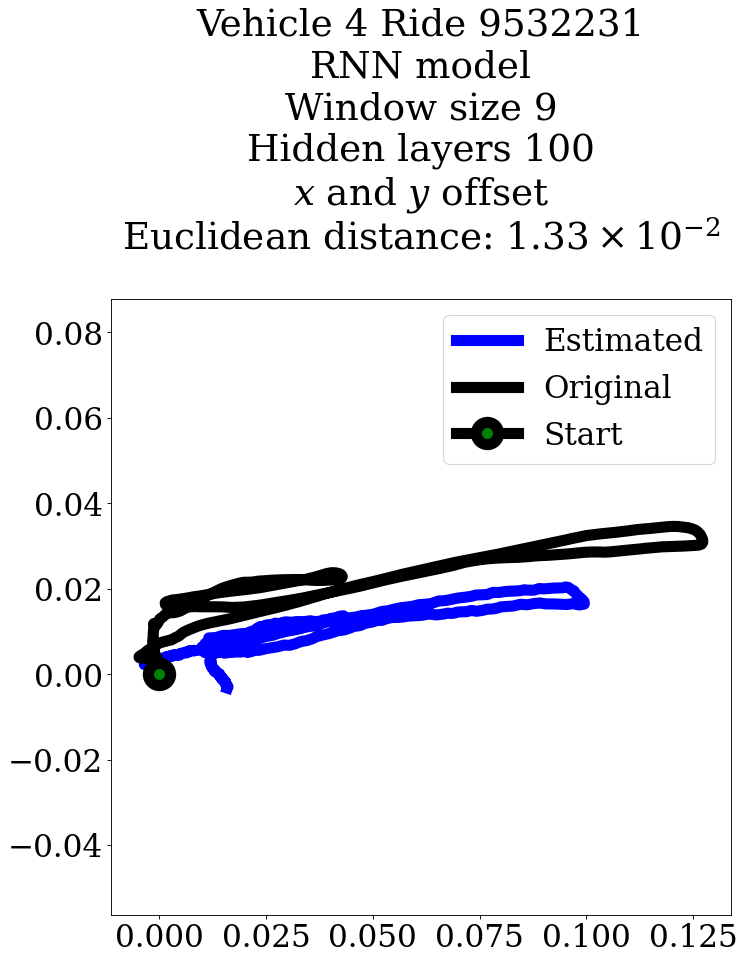 Vehicle 4 Ride 9532231
RNN model
Window size 9
Hidden layers 100
x and y offset
Euclidean distance: 1.33 × 10⁻²
Estimated
Original
Start
0.08
0.06
0.04
0.02
0.00
−0.02
−0.04
0.000 0.025 0.050 0.075 0.100 0.125